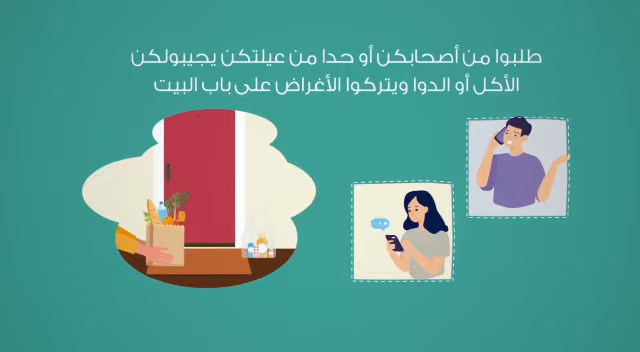 طلبوا من أصحابكن أو حدا من عيلتكن يجيبولكن
الأكل أو الدوا ويتركوا الأغراض على باب البيت